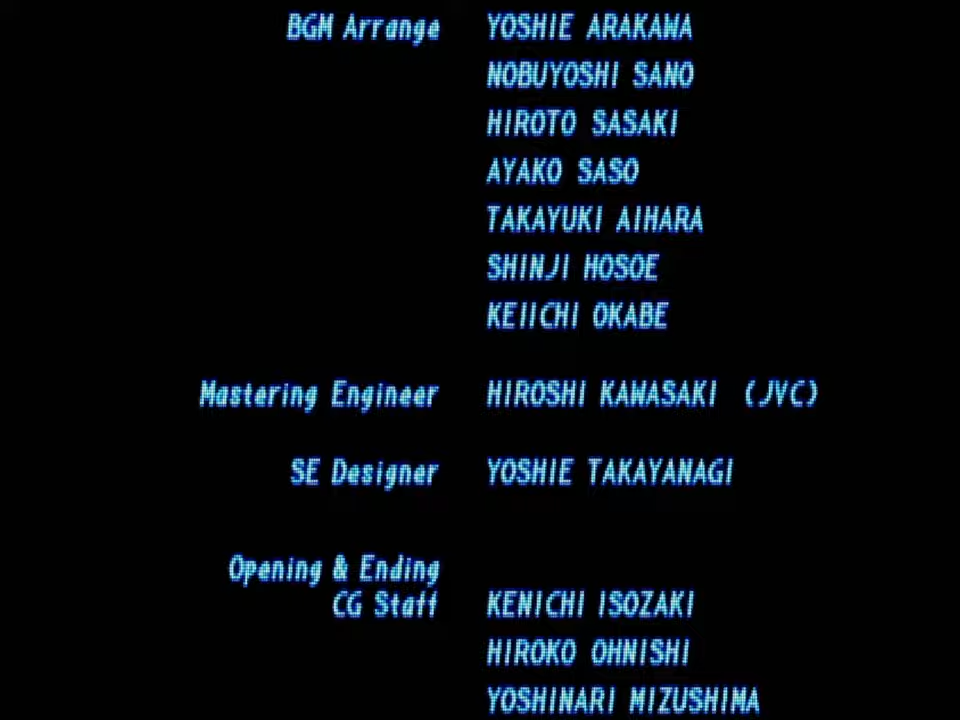 BGM Arrange YOSHIE ARAKAWA
NOBUYOSHI SANO
HIROTO SASAKI
AYAKO SASO
TAKAYUKI AIHARA
SHINJI HOSOE
KEIICHI OKABE
Mastering Engineer HIROSHI KAWASAKI (JVC)
SE Designer YOSHIE TAKAYANAGI
Opening & Ending
CG Staff KENICHI ISOZAKI
HIROKO OHNISHI
YOSHINARI MIZUSHIMA